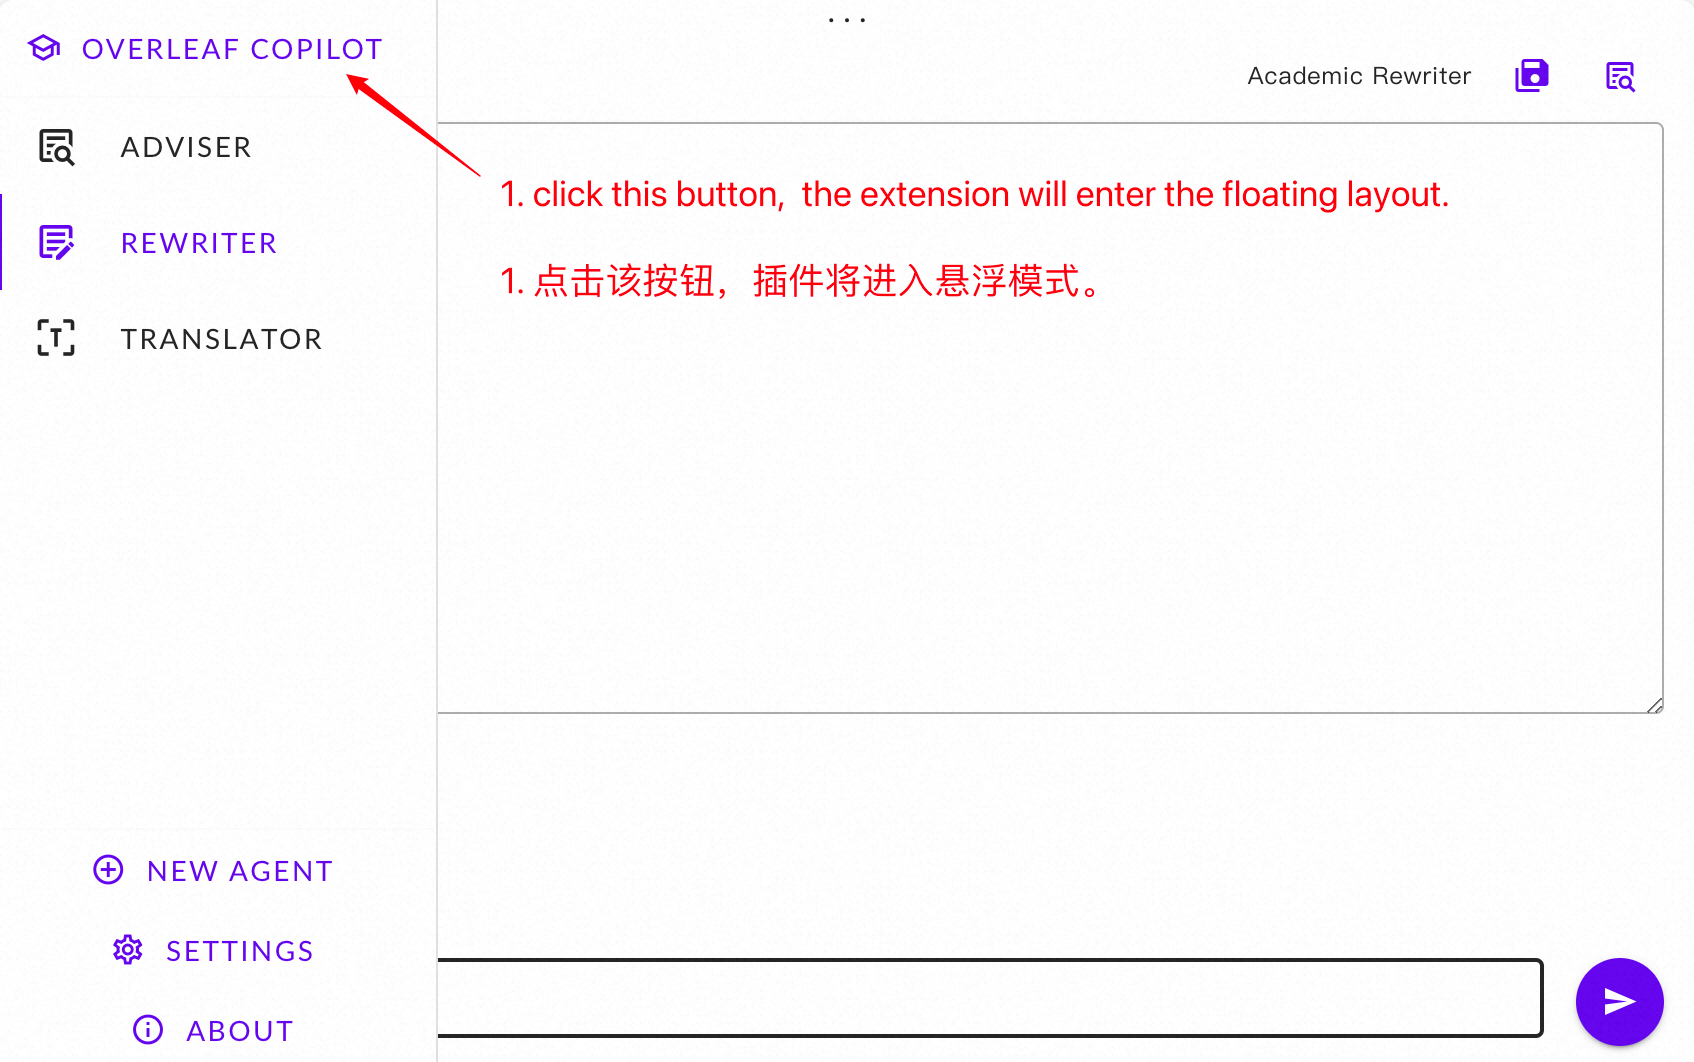 OVERLEAF COPILOT
Academic Rewriter
ADVISER
REWRITER
TRANSLATOR
1. click this button, the extension will enter the floating layout.
1. 点击该按钮，插件将进入悬浮模式。
NEW AGENT
SETTINGS
ABOUT